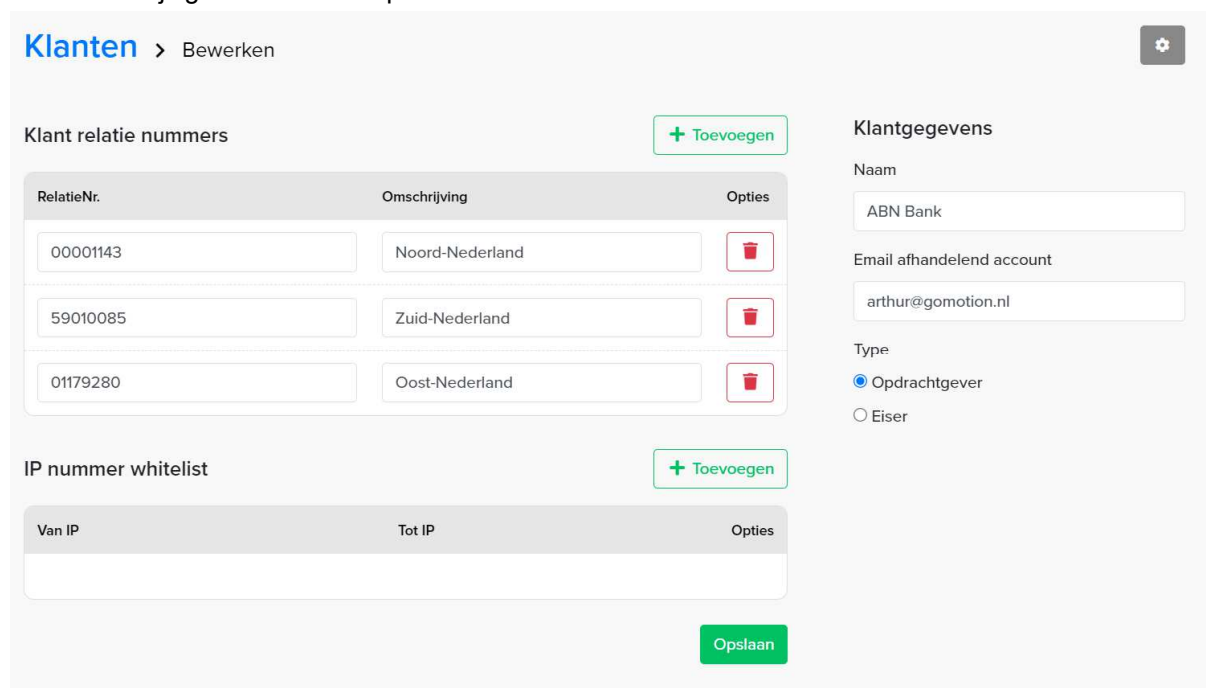 Klanten > Bewerken
Klant relatie nummers
+ Toevoegen
RelatieNr. Omschrijving Opties
00001143 Noord-Nederland
59010085 Zuid-Nederland
01179280 Oost-Nederland
IP nummer whitelist
+ Toevoegen
Van IP Tot IP Opties
Opslaan
Klantgegevens
Naam
ABN Bank
Email afhandelend account
arthur@gomotion.nl
Type
Opdrachtgever
Eiser